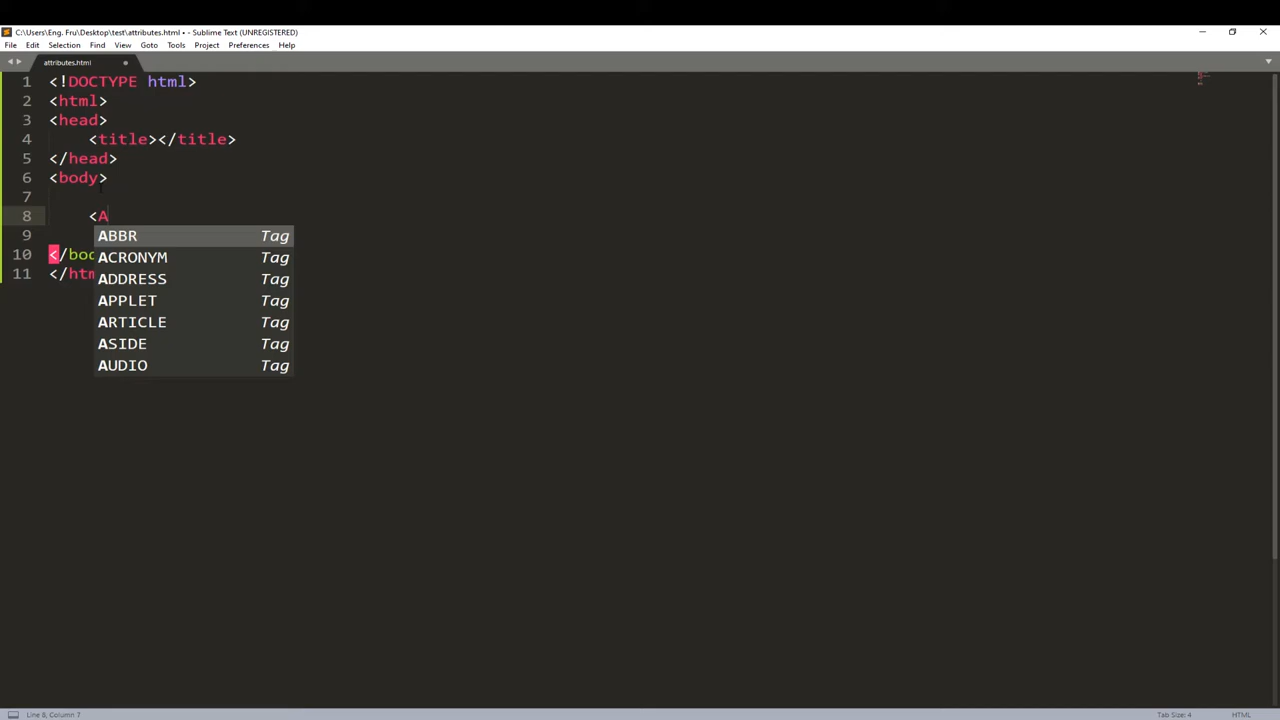 C:\Users\Eng. Fru\Desktop\test\attributes.html • - Sublime Text (UNREGISTERED)
File Edit Selection Find View Goto Tools Project Preferences Help
attributes.html
1 <!DOCTYPE html>
2 <html>
3 <head>
4 <title></title>
5 </head>
6 <body>
7
8 <A
ABBR Tag
9
10 </bod
ACRONYM Tag
11 </htm
ADDRESS Tag
APPLET Tag
ARTICLE Tag
ASIDE Tag
AUDIO Tag
Line 8, Column 7 Tab Size: 4 HTML